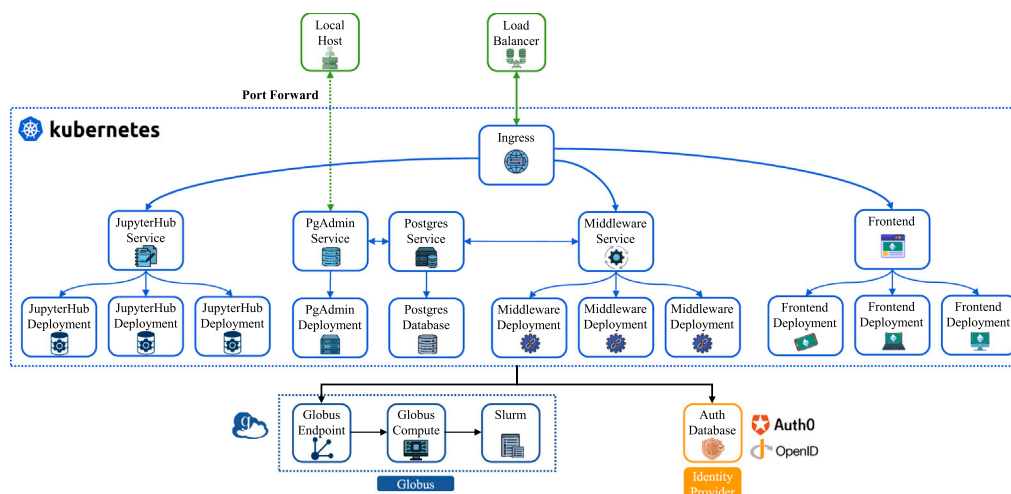 Local
Host
Load
Balancer
Port Forward
kubernetes
Ingress
JupyterHub
Service
PgAdmin
Service
Postgres
Service
Middleware
Service
Frontend
JupyterHub
Deployment
JupyterHub
Deployment
JupyterHub
Deployment
PgAdmin
Deployment
Postgres
Database
Middleware
Deployment
Middleware
Deployment
Middleware
Deployment
Frontend
Deployment
Frontend
Deployment
Frontend
Deployment
g
Globus
Endpoint
Globus
Compute
Slurm
Auth
Database
Auth0
OpenID
Globus
Identity
Provider